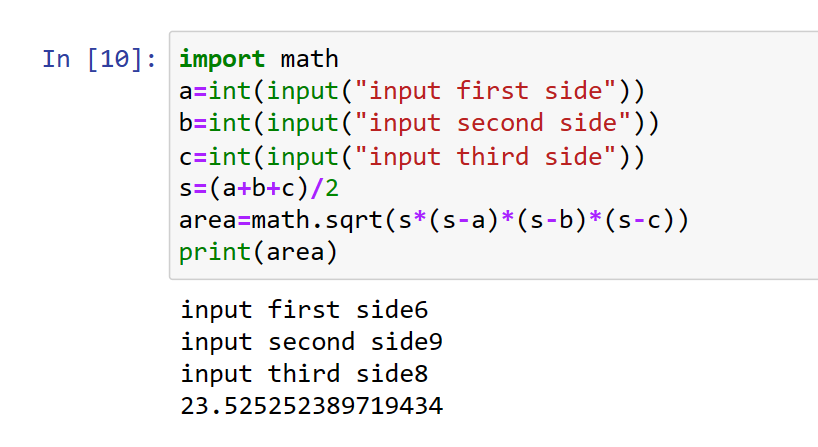 In [10]: import math
a=int(input("input first side"))
b=int(input("input second side"))
c=int(input("input third side"))
s=(a+b+c)/2
area=math.sqrt(s*(s-a)*(s-b)*(s-c))
print(area)
input first side6
input second side9
input third side8
23.525252389719434